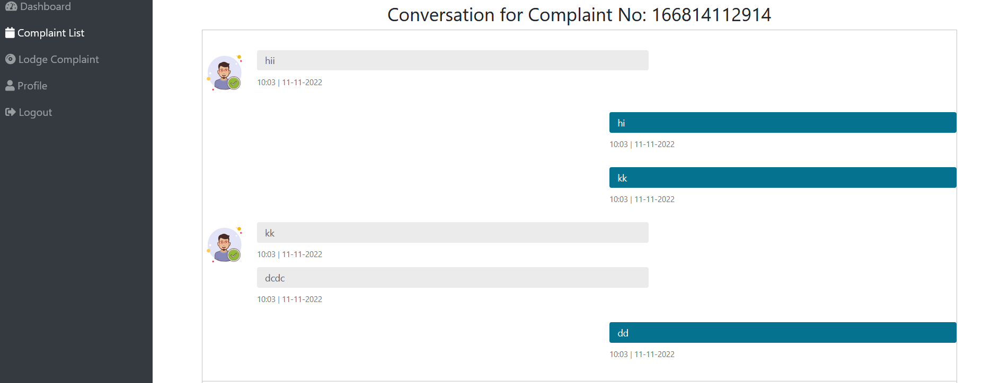 Dashboard
Complaint List
Lodge Complaint
Profile
Logout
Conversation for Complaint No: 166814112914
hii
10:03 | 11-11-2022
hi
10:03 | 11-11-2022
kk
10:03 | 11-11-2022
kk
10:03 | 11-11-2022
dcdc
10:03 | 11-11-2022
dd
10:03 | 11-11-2022